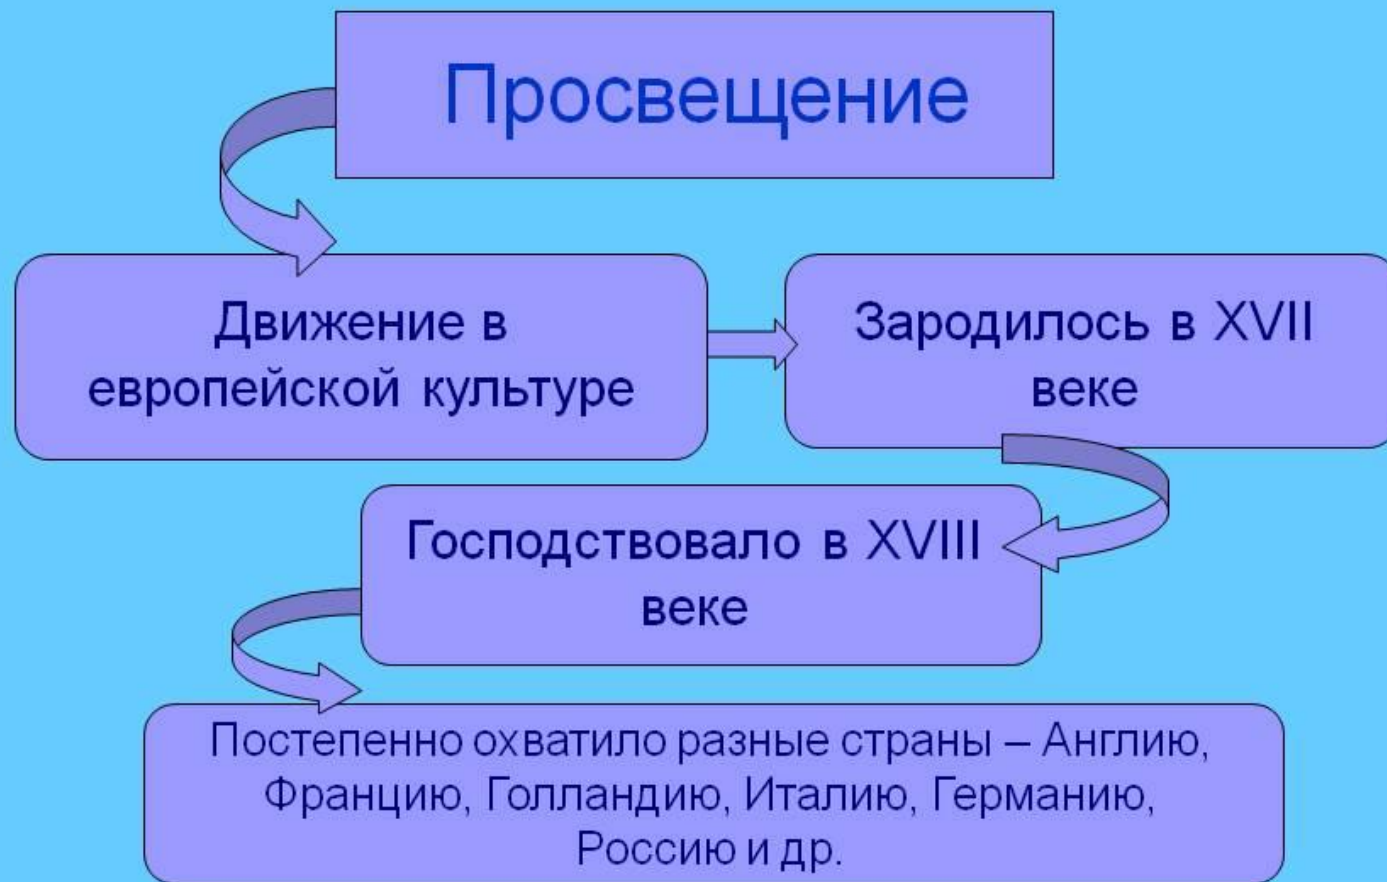 Просвещение
Движение в
европейской культуре
Зародилось в XVII
веке
Господствовало в XVIII
веке
Постепенно охватило разные страны – Англию,
Францию, Голландию, Италию, Германию,
Россию и др.